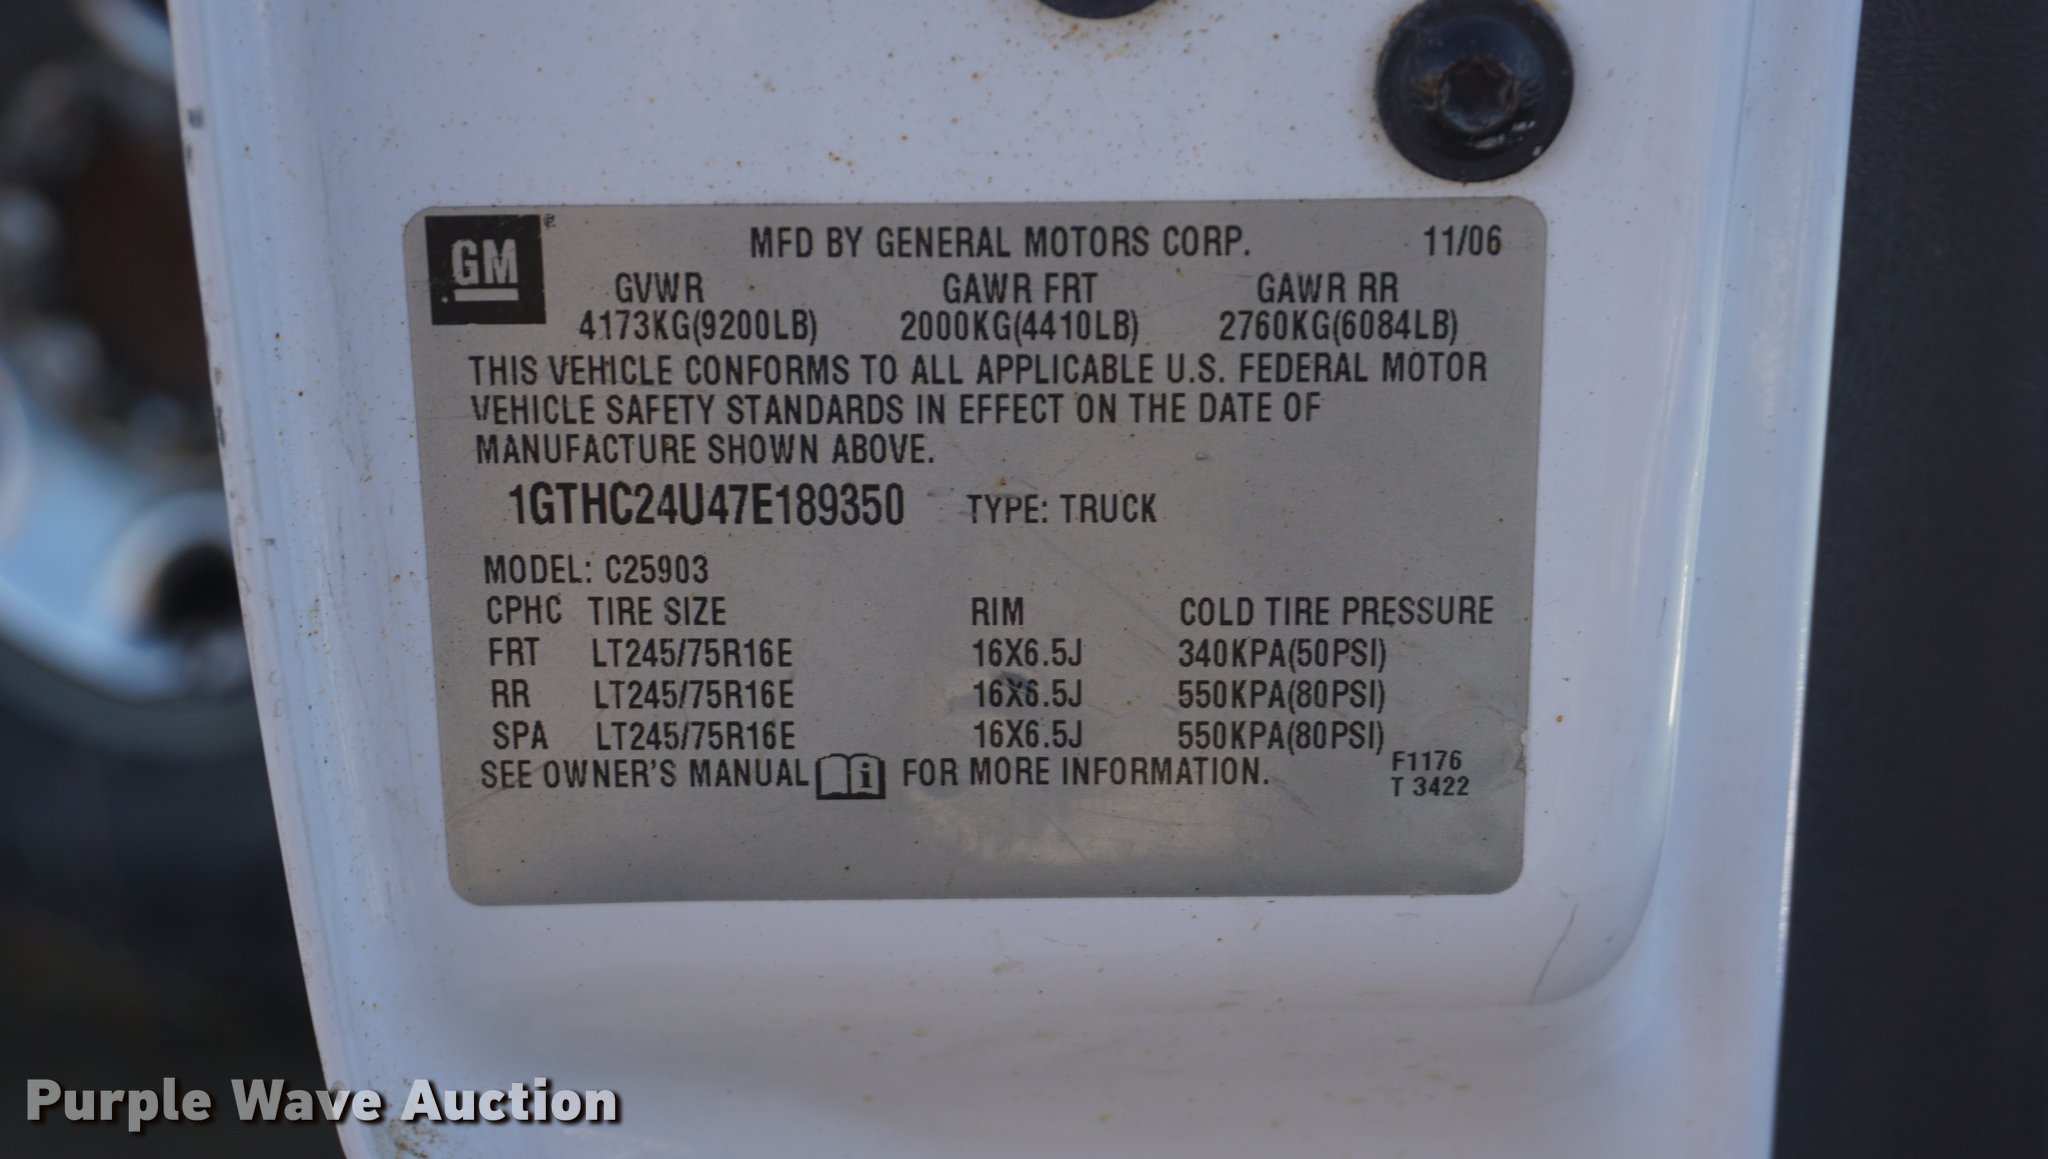 GM
MFD BY GENERAL MOTORS CORP. 11/06
GVWR GAWR FRT GAWR RR
4173KG(9200LB) 2000KG(4410LB) 2760KG(6084LB)
THIS VEHICLE CONFORMS TO ALL APPLICABLE U.S. FEDERAL MOTOR
VEHICLE SAFETY STANDARDS IN EFFECT ON THE DATE OF
MANUFACTURE SHOWN ABOVE.
1GTHC24U47E189350 TYPE: TRUCK
MODEL: C25903
CPHC TIRE SIZE RIM COLD TIRE PRESSURE
FRT LT245/75R16E 16X6.5J 340KPA(50PSI)
RR LT245/75R16E 16X6.5J 550KPA(80PSI)
SPA LT245/75R16E 16X6.5J 550KPA(80PSI)
SEE OWNER'S MANUAL i FOR MORE INFORMATION.
F1176
T 3422
Purple Wave Auction